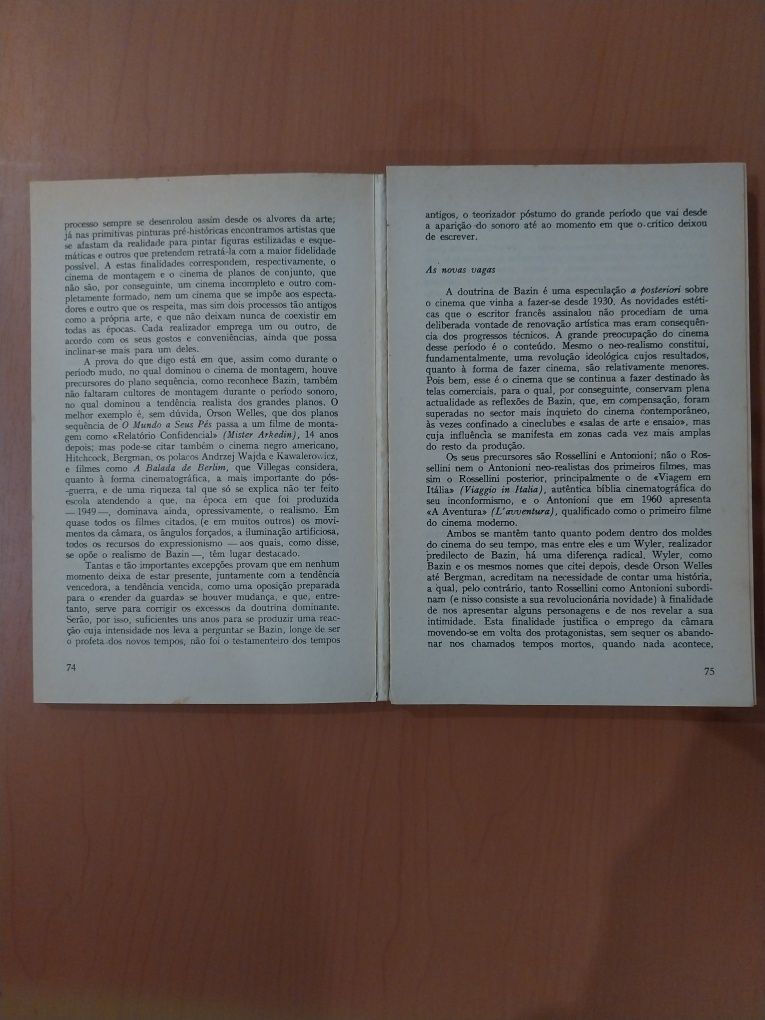 processo sempre se desenrolou assim desde os alvores da arte;
já nas primitivas pinturas pré-históricas encontramos artistas que
se afastam da realidade para pintar figuras estilizadas e esque-
máticas e outros que pretendem retratá-la com a maior fidelidade
possível. A estas finalidades correspondem, respectivamente, o
cinema de montagem e o cinema de planos de conjunto, que
não são, por conseguinte, um cinema incompleto e outro com-
pletamente formado, nem um cinema que se impõe aos especta-
dores e outro que os respeita, mas sim dois processos tão antigos
como a própria arte, e que não deixam nunca de coexistir em
todas as épocas. Cada realizador emprega um ou outro, de
acordo com os seus gostos e conveniências, ainda que possa
inclinar-se mais para um deles.
A prova do que digo está em que, assim como durante o
período mudo, no qual dominou o cinema de montagem, houve
precursores do plano sequência, como reconhece Bazin, também
não faltaram cultores de montagem durante o período sonoro,
no qual dominou a tendência realista dos grandes planos. O
melhor exemplo é, sem dúvida, Orson Welles, que dos planos
sequência de O Mundo a Seus Pés passa a um filme de monta-
gem como «Relatório Confidencial» (Mister Arkedin), 14 anos
depois; mas pode-se citar também o cinema negro americano,
Hitchcock, Bergman, os polacos Andrzej Wajda e Kawalerowicz,
e filmes como A Balada de Berlim, que Villegas considera,
quanto à forma cinematográfica, a mais importante do pós-
-guerra, e de uma riqueza tal que só se explica não ter feito
escola atendendo a que, na época em que foi produzida
—1949—, dominava ainda, opressivamente, o realismo. Em
quase todos os filmes citados, (e em muitos outros) os movi-
mentos da câmara, os ângulos forçados, a iluminação artificiosa,
todos os recursos do expressionismo — aos quais, como disse,
se opõe o realismo de Bazin —, têm lugar destacado.
Tantas e tão importantes excepções provam que em nenhum
momento deixa de estar presente, juntamente com a tendência
vencedora, a tendência vencida, como uma oposição preparada
para o «render da guarda» se houver mudança, e que, entre-
tanto, serve para corrigir os excessos da doutrina dominante.
Serão, por isso, suficientes uns anos para se produzir uma reac-
ção cuja intensidade nos leva a perguntar se Bazin, longe de ser
o profeta dos novos tempos, não foi o testamenteiro dos tempos
74
antigos, o teorizador póstumo do grande período que vai desde
a aparição do sonoro até ao momento em que o crítico deixou
de escrever.
As novas vagas
A doutrina de Bazin é uma especulação a posteriori sobre
o cinema que vinha a fazer-se desde 1930. As novidades estéti-
cas que o escritor francês assinalou não procediam de uma
deliberada vontade de renovação artística mas eram consequên-
cia dos progressos técnicos. A grande preocupação do cinema
desse período é o conteúdo. Mesmo o neo-realismo constitui,
fundamentalmente, uma revolução ideológica cujos resultados,
quanto à forma de fazer cinema, são relativamente menores.
Pois bem, esse é o cinema que se continua a fazer destinado às
telas comerciais, para o qual, por conseguinte, conservam plena
actualidade as reflexões de Bazin, que, em compensação, foram
superadas no sector mais inquieto do cinema contemporâneo,
às vezes confinado a cineclubes e «salas de arte e ensaio», mas
cuja influência se manifesta em zonas cada vez mais amplas
do resto da produção.
Os seus percursores são Rossellini e Antonioni; não o Ros-
sellini nem o Antonioni neo-realistas dos primeiros filmes, mas
sim o Rossellini posterior, principalmente o de «Viagem em
Itália» (Viaggio in Italia), autêntica bíblia cinematográfica do
seu inconformismo, e o Antonioni que em 1960 apresenta
«A Aventura» (L'avventura), qualificado como o primeiro filme
do cinema moderno.
Ambos se mantêm tanto quanto podem dentro dos moldes
do cinema do seu tempo, mas entre eles e um Wyler, realizador
predilecto de Bazin, há uma diferença radical. Wyler, como
Bazin e os mesmos nomes que citei depois, desde Orson Welles
até Bergman, acreditam na necessidade de contar uma história,
a qual, pelo contrário, tanto Rossellini como Antonioni subordi-
nam (e nisso consiste a sua revolucionária novidade) à finalidade
de nos apresentar alguns personagens e de nos revelar a sua
intimidade. Esta finalidade justifica o emprego da câmara
movendo-se em volta dos protagonistas, sem sequer os abando-
nar nos chamados tempos mortos, quando nada acontece,
75